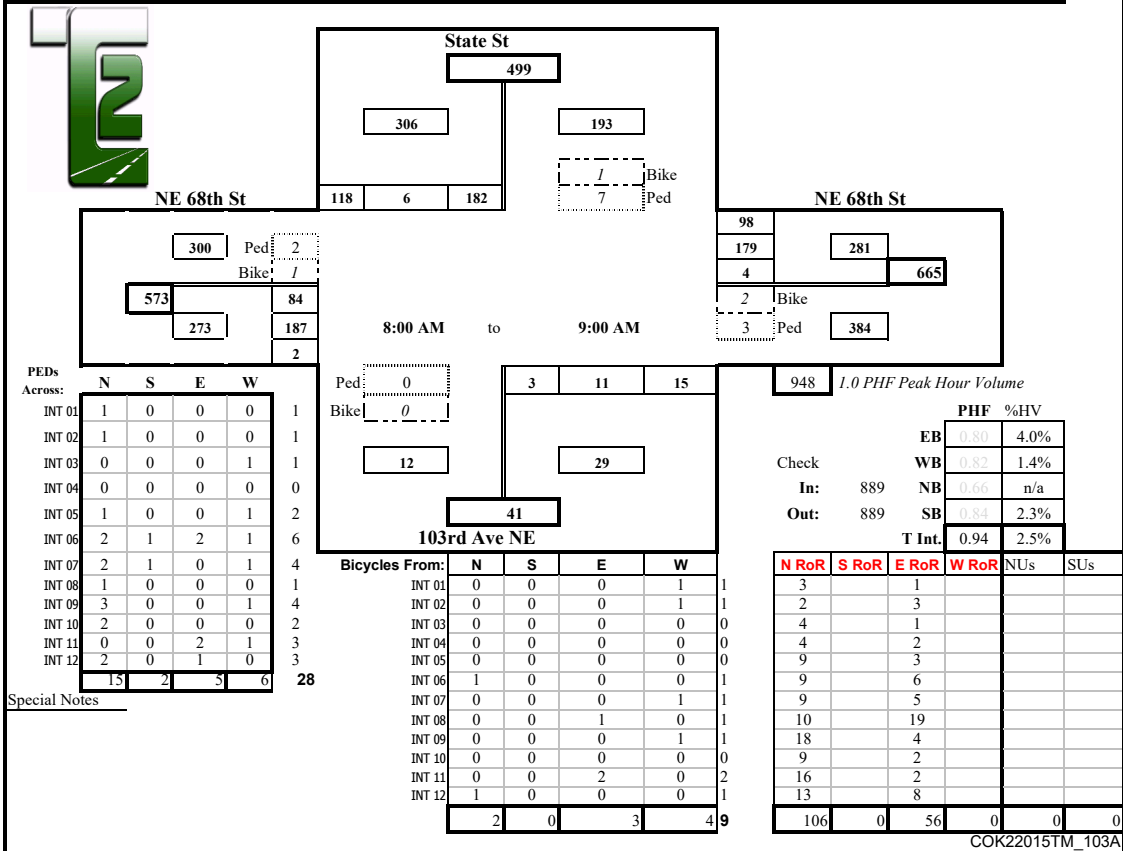 T2
State St
499
306 193
1 Bike
7 Ped
NE 68th St 118 6 182 NE 68th St
98
300 Ped 2 179 281
Bike 1 4 665
573 84 2 Bike
273 187 8:00 AM to 9:00 AM 3 Ped 384
2
PEDs
Across: N S E W
Ped 0 3 11 15 948 1.0 PHF Peak Hour Volume
INT 01 1 0 0 0 1
Bike 0
PHF %HV
INT 02 1 0 0 0 1
EB 0.80 4.0%
INT 03 0 0 0 1 1
12 29 Check WB 0.82 1.4%
INT 04 0 0 0 0 0
In: 889 NB 0.66 n/a
INT 05 1 0 0 1 2
41 Out: 889 SB 0.84 2.3%
INT 06 2 1 2 1 6
103rd Ave NE T Int. 0.94 2.5%
INT 07 2 1 0 1 4
INT 08 1 0 0 0 1
INT 09 3 0 0 1 4
INT 10 2 0 0 0 2
INT 11 0 0 2 1 3
INT 12 2 0 1 0 3
15 2 5 6 28
Special Notes
Bicycles From: N S E W
INT 01 0 0 0 1 1
INT 02 0 0 0 1 1
INT 03 0 0 0 0 0
INT 04 0 0 0 0 0
INT 05 0 0 0 0 0
INT 06 1 0 0 0 1
INT 07 0 0 0 1 1
INT 08 0 0 1 0 1
INT 09 0 0 0 1 1
INT 10 0 0 0 0 0
INT 11 0 0 2 0 2
INT 12 1 0 0 0 1
2 0 3 4 9
N RoR S RoR E RoR W RoR NUs SUs
3 1
2 3
4 1
4 2
9 3
9 6
9 5
10 19
18 4
9 2
16 2
13 8
106 0 56 0 0 0
COK22015TM_103A